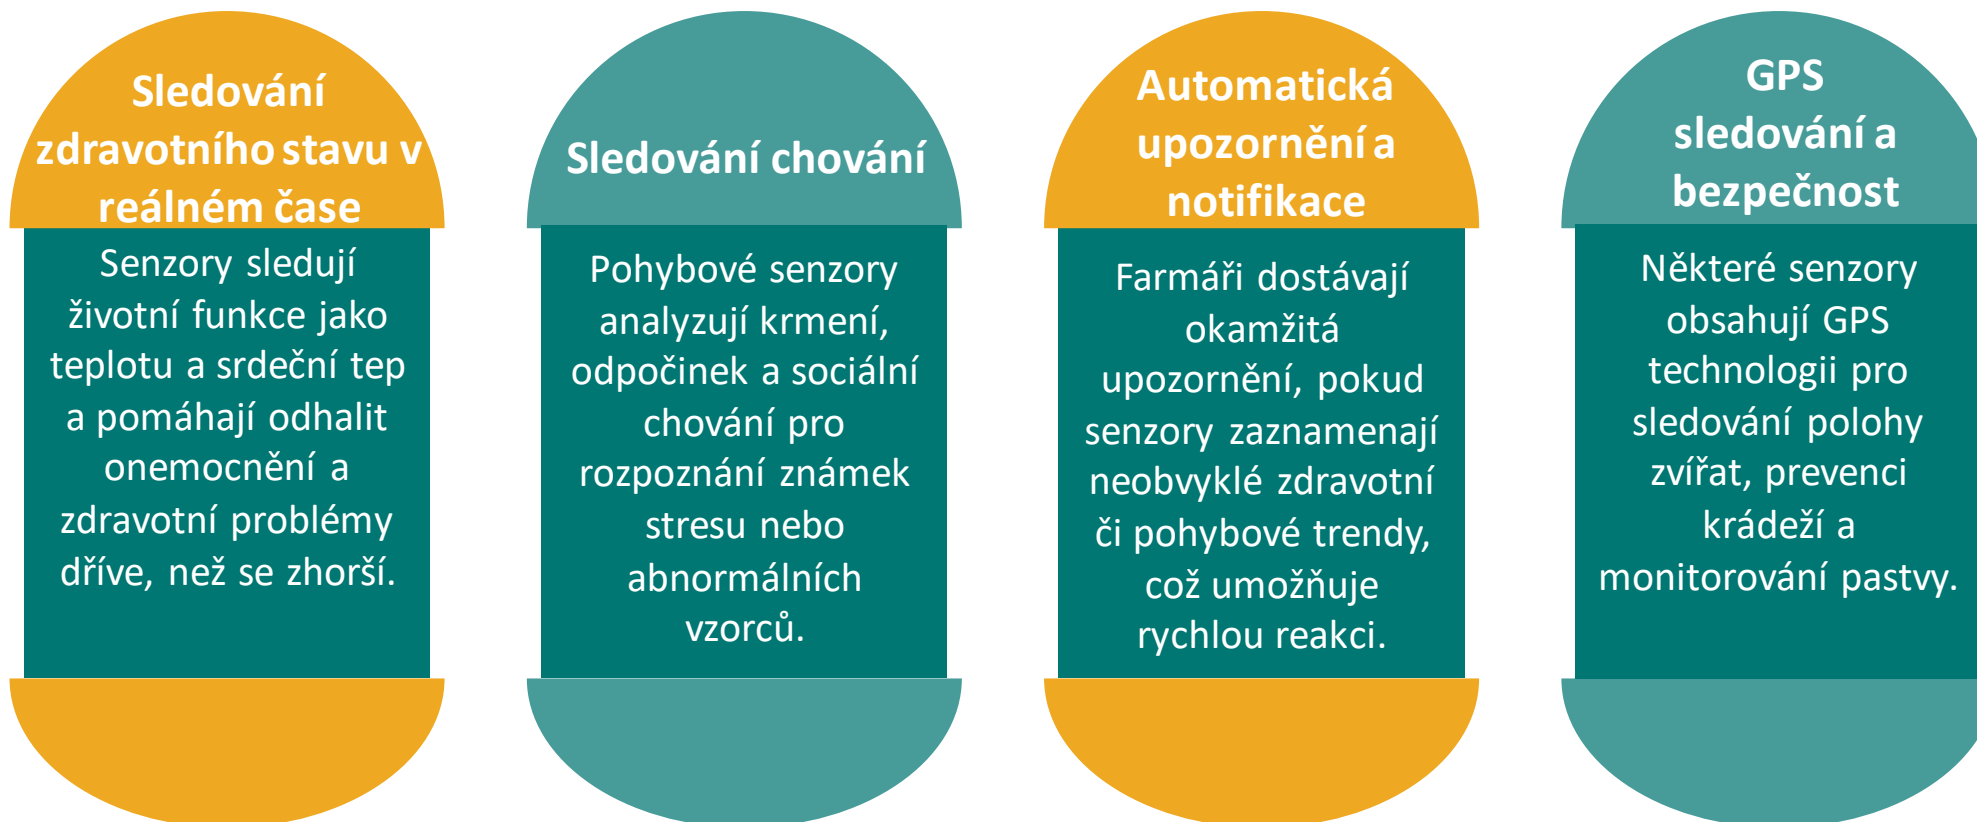 Sledování
zdravotního stavu v
reálném čase
Senzory sledují
životní funkce jako
teplotu a srdeční tep
a pomáhají odhalit
onemocnění a
zdravotní problémy
dříve, než se zhorší.
Sledování chování
Pohybové senzory
analyzují krmení,
odpočinek a sociální
chování pro
rozpoznání známek
stresu nebo
abnormálních
vzorců.
Automatická
upozornění a
notifikace
Farmáři dostávají
okamžitá
upozornění, pokud
senzory zaznamenají
neobvyklé zdravotní
či pohybové trendy,
což umožňuje
rychlou reakci.
GPS
sledování a
bezpečnost
Některé senzory
obsahují GPS
technologii pro
sledování polohy
zvířat, prevenci
krádeží a
monitorování pastvy.